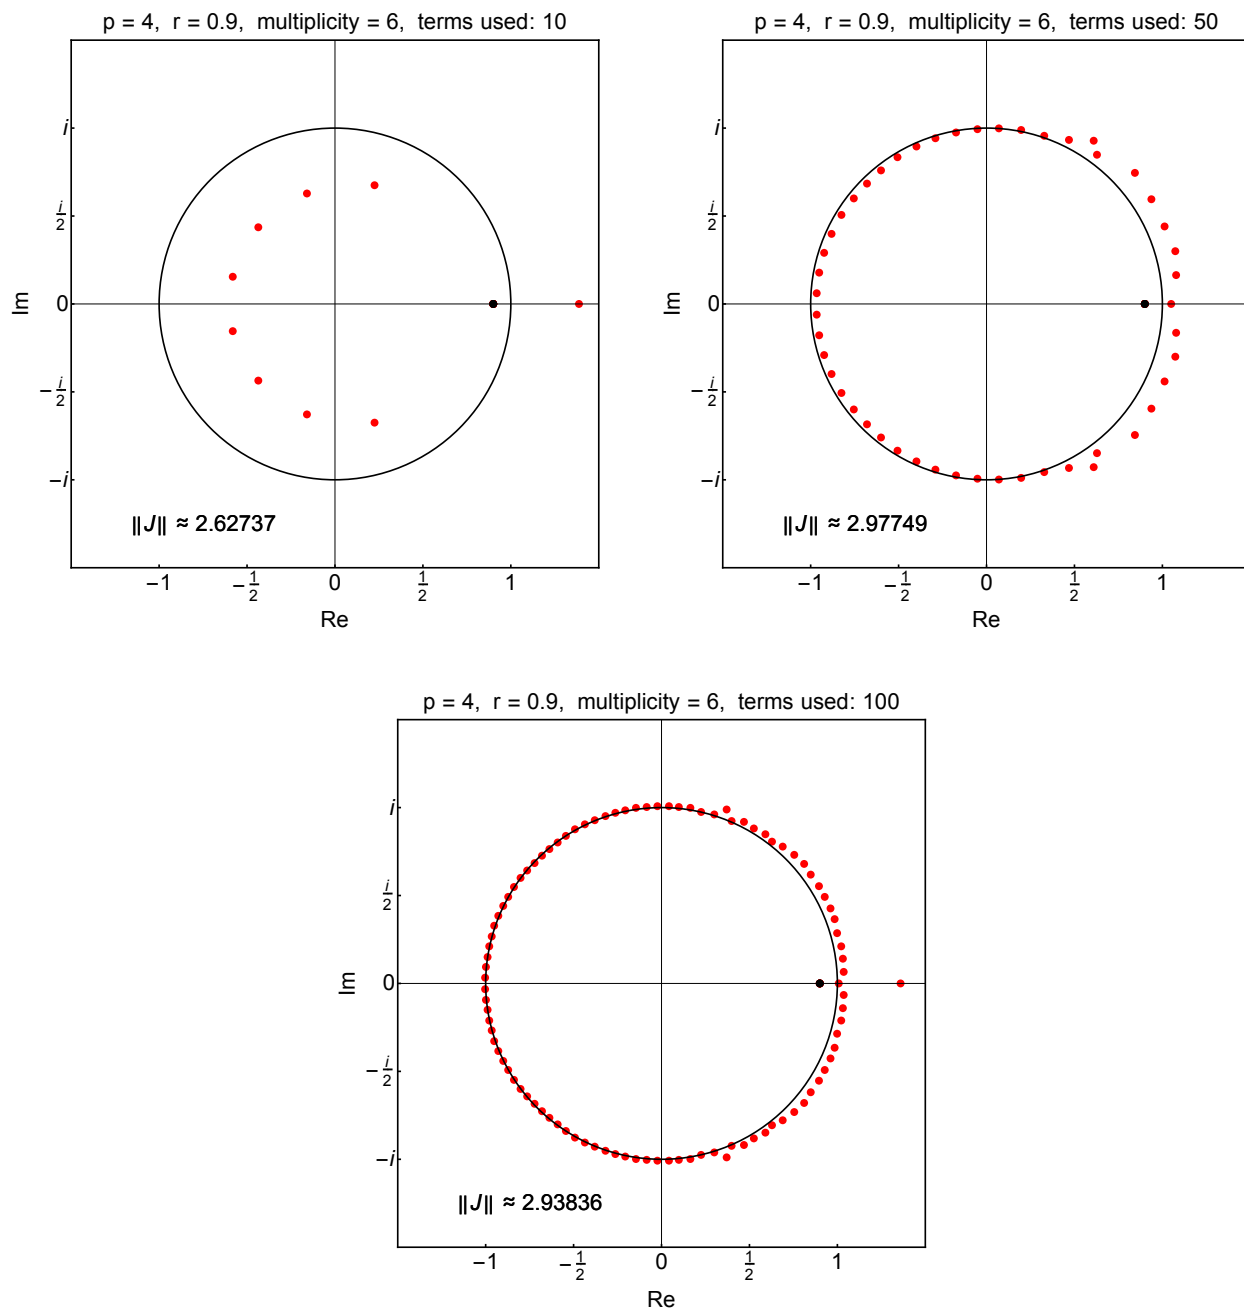 p = 4, r = 0.9, multiplicity = 6, terms used: 10
i
i/2
0
−i/2
−i
Im
‖J‖ ≈ 2.62737
−1
−1/2
0
1/2
1
Re
p = 4, r = 0.9, multiplicity = 6, terms used: 50
i
i/2
0
−i/2
−i
Im
‖J‖ ≈ 2.97749
−1
−1/2
0
1/2
1
Re
p = 4, r = 0.9, multiplicity = 6, terms used: 100
i
i/2
0
−i/2
−i
Im
‖J‖ ≈ 2.93836
−1
−1/2
0
1/2
1
Re